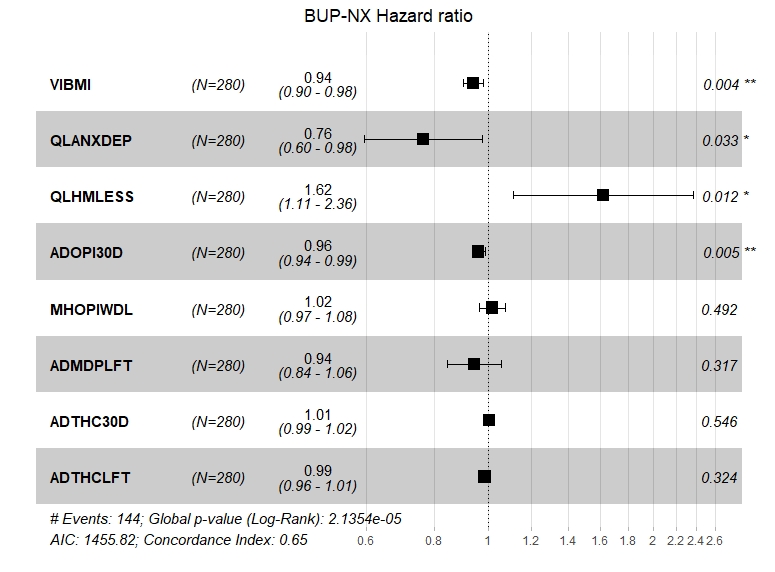 BUP-NX Hazard ratio
VIBMI (N=280) 0.94 0.004 **
(0.90 - 0.98)
QLANXDEP (N=280) 0.76 0.033 *
(0.60 - 0.98)
QLHMLESS (N=280) 1.62 0.012 *
(1.11 - 2.36)
ADOPI30D (N=280) 0.96 0.005 **
(0.94 - 0.99)
MHOPIWDL (N=280) 1.02 0.492
(0.97 - 1.08)
ADMDPLFT (N=280) 0.94 0.317
(0.84 - 1.06)
ADTHC30D (N=280) 1.01 0.546
(0.99 - 1.02)
ADTHCLFT (N=280) 0.99 0.324
(0.96 - 1.01)
# Events: 144; Global p-value (Log-Rank): 2.1354e-05
AIC: 1455.82; Concordance Index: 0.65
0.6 0.8 1 1.2 1.4 1.6 1.8 2 2.2 2.4 2.6